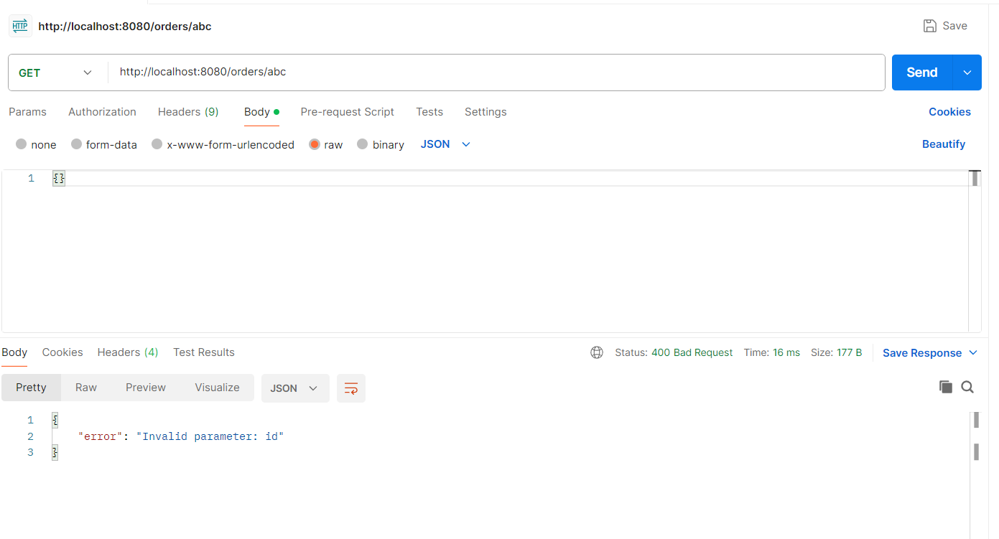 HTTP http://localhost:8080/orders/abc Save
GET http://localhost:8080/orders/abc Send
Params Authorization Headers (9) Body Pre-request Script Tests Settings Cookies
none form-data x-www-form-urlencoded raw binary JSON Beautify
1 {}
Body Cookies Headers (4) Test Results Status: 400 Bad Request Time: 16 ms Size: 177 B Save Response
Pretty Raw Preview Visualize JSON
1 {
2 "error": "Invalid parameter: id"
3 }